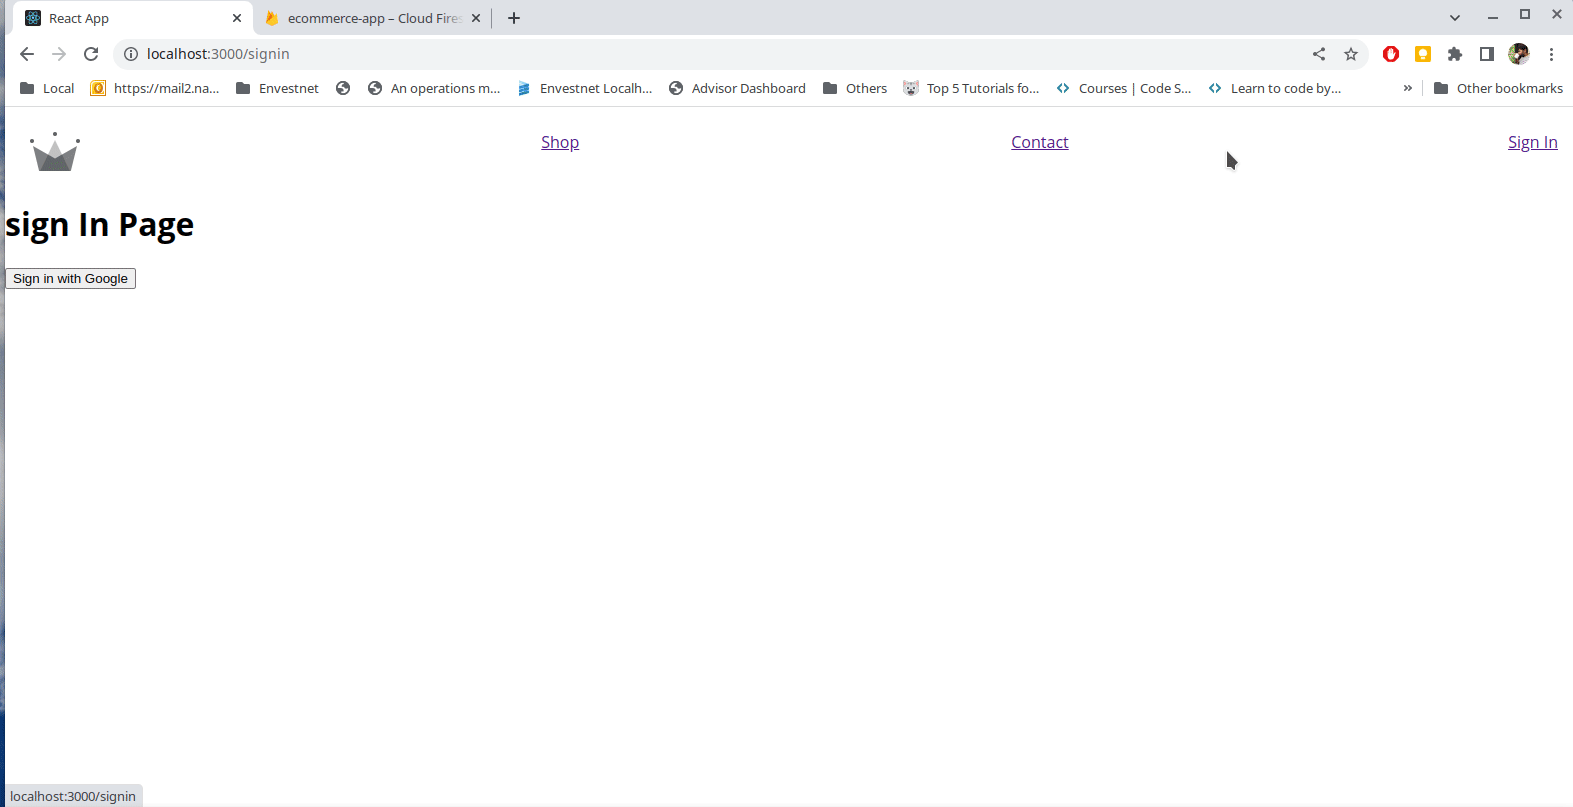 React App
ecommerce-app – Cloud Fires
localhost:3000/signin
Local https://mail2.na... Envestnet An operations m... Envestnet Localh... Advisor Dashboard Others Top 5 Tutorials fo... Courses | Code S... Learn to code by... » Other bookmarks
Shop Contact Sign In
sign In Page
Sign in with Google
localhost:3000/signin